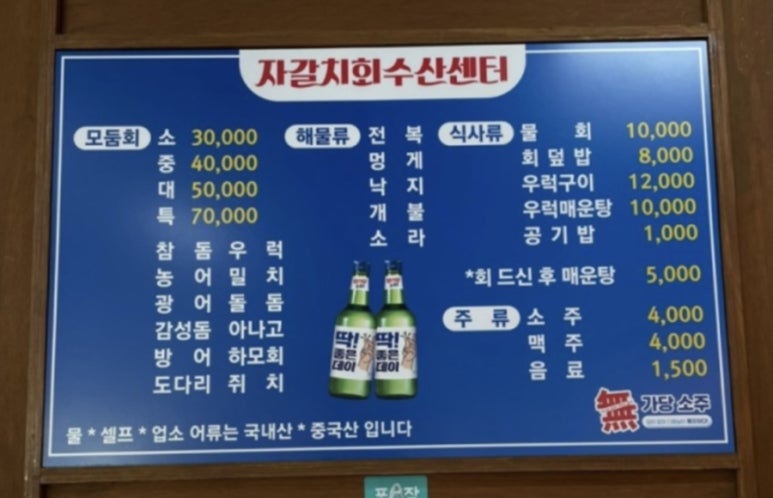 자갈치회수산센터
모둠회 소 30,000
중 40,000
대 50,000
특 70,000
참돔 우럭
농어 밀치
광어 돌돔
감성돔 아나고
방어 하모회
도다리 쥐치
해물류 전복
멍게
낙지
개불
소라
식사류 물회 10,000
회덮밥 8,000
우럭구이 12,000
우럭매운탕 10,000
공기밥 1,000
*회 드신 후 매운탕 5,000
주류 소주 4,000
맥주 4,000
음료 1,500
딱! 좋은데이
딱! 좋은데이
無 가당 소주
물 * 셀프 * 업소 어류는 국내산 * 중국산 입니다